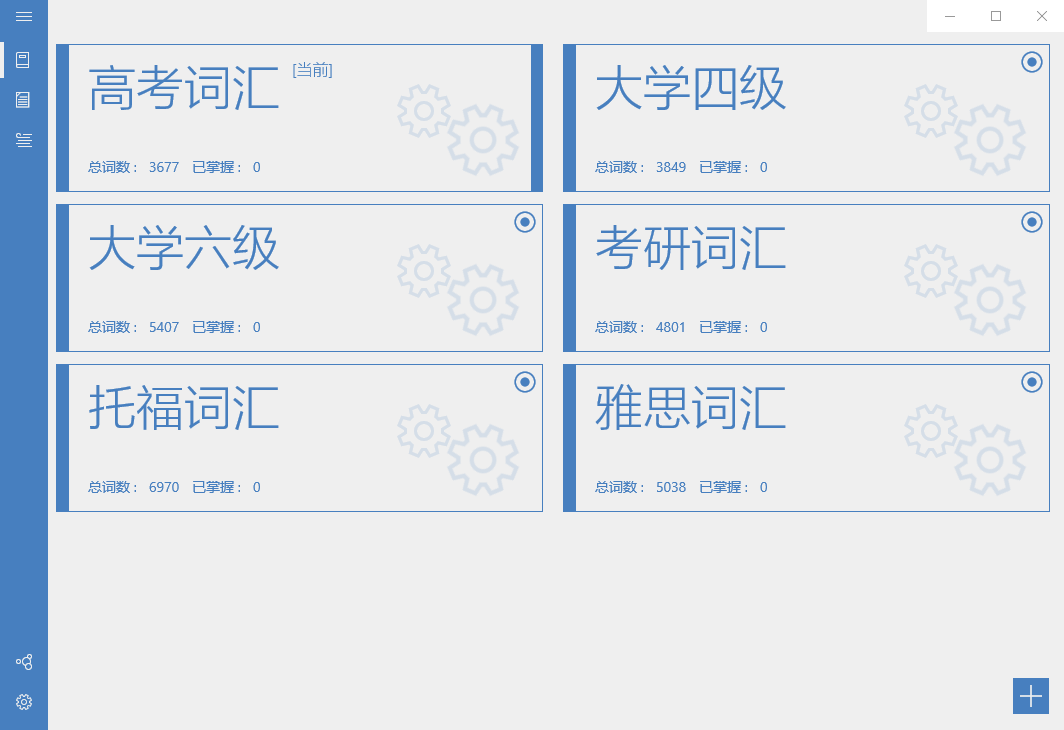 高考词汇 [当前]
总词数： 3677 已掌握： 0
大学四级
总词数： 3849 已掌握： 0
大学六级
总词数： 5407 已掌握： 0
考研词汇
总词数： 4801 已掌握： 0
托福词汇
总词数： 6970 已掌握： 0
雅思词汇
总词数： 5038 已掌握： 0